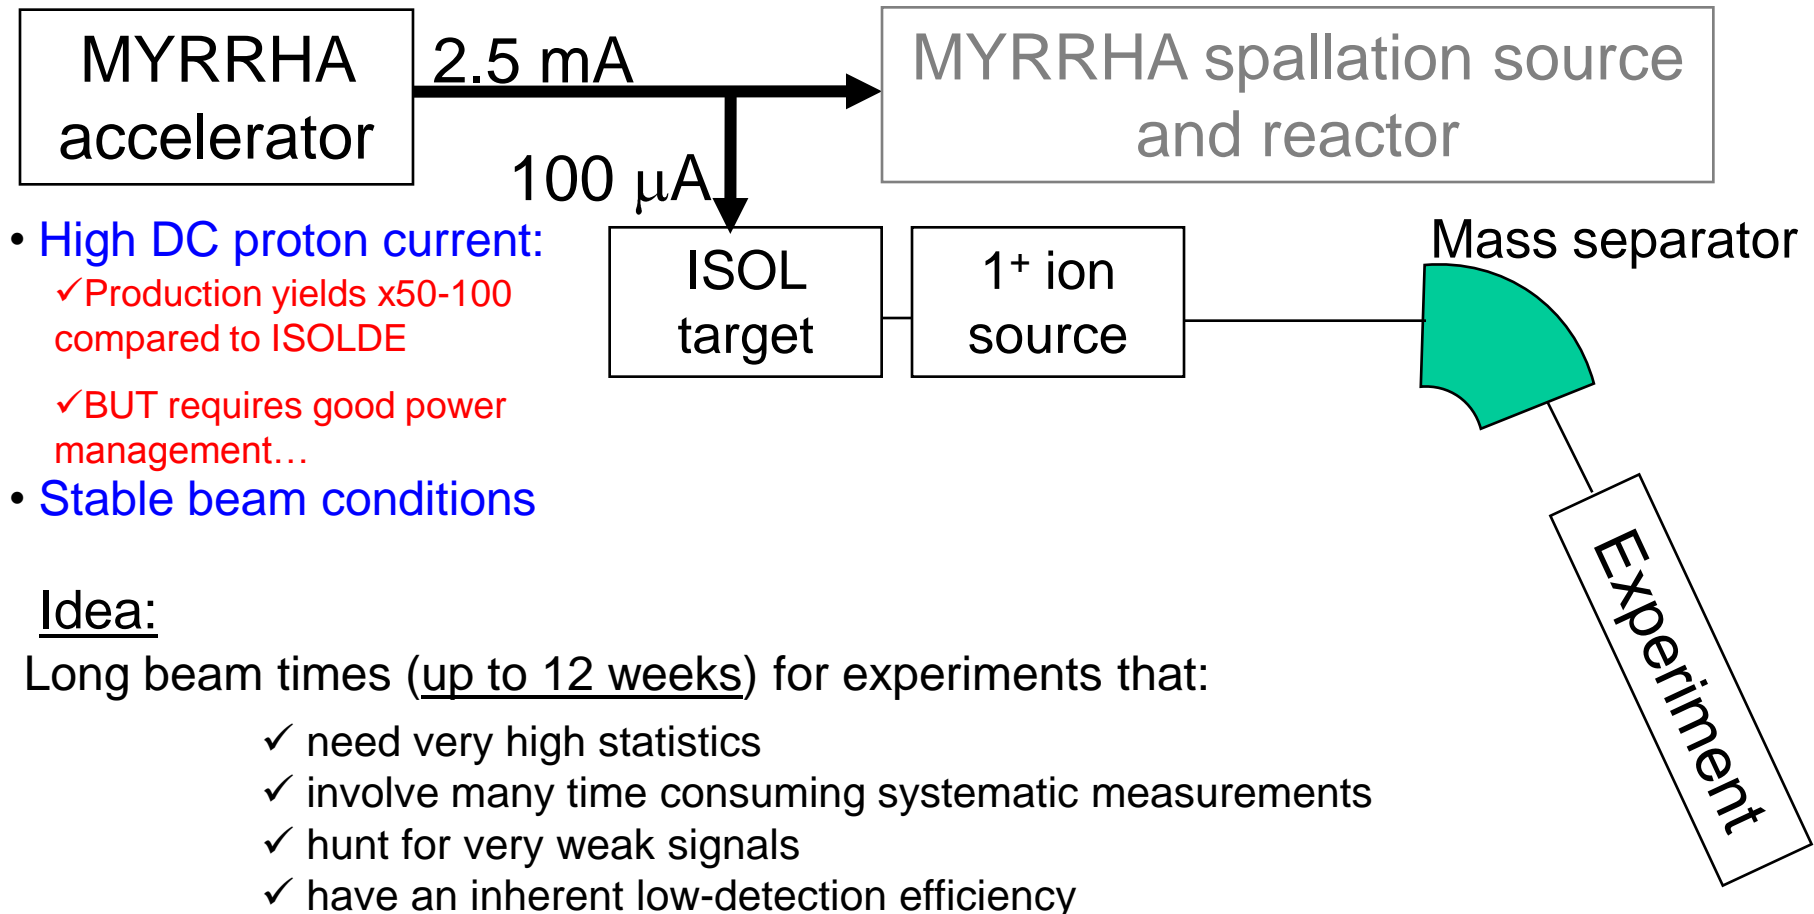 MYRRHA
accelerator
2.5 mA
MYRRHA spallation source
and reactor
100 μA
• High DC proton current:
✓Production yields x50-100
compared to ISOLDE
✓BUT requires good power
management…
• Stable beam conditions
ISOL
target
1⁺ ion
source
Mass separator
Experiment
Idea:
Long beam times (up to 12 weeks) for experiments that:
✓ need very high statistics
✓ involve many time consuming systematic measurements
✓ hunt for very weak signals
✓ have an inherent low-detection efficiency